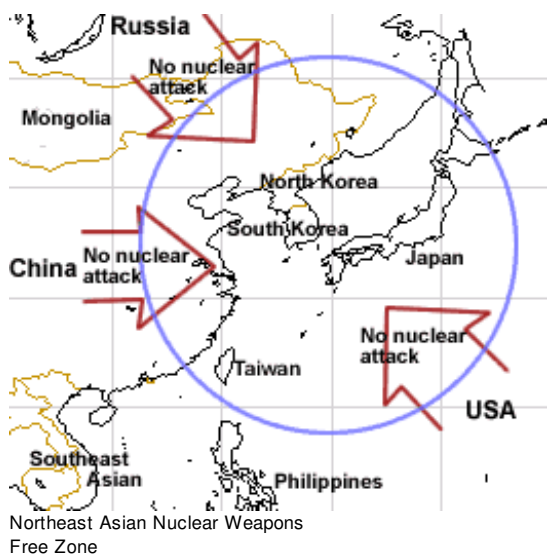 Russia
No nuclear
attack
Mongolia
North Korea
South Korea
No nuclear
attack
China
Japan
No nuclear
attack
Taiwan
USA
Southeast
Asian
Philippines
Northeast Asian Nuclear Weapons
Free Zone